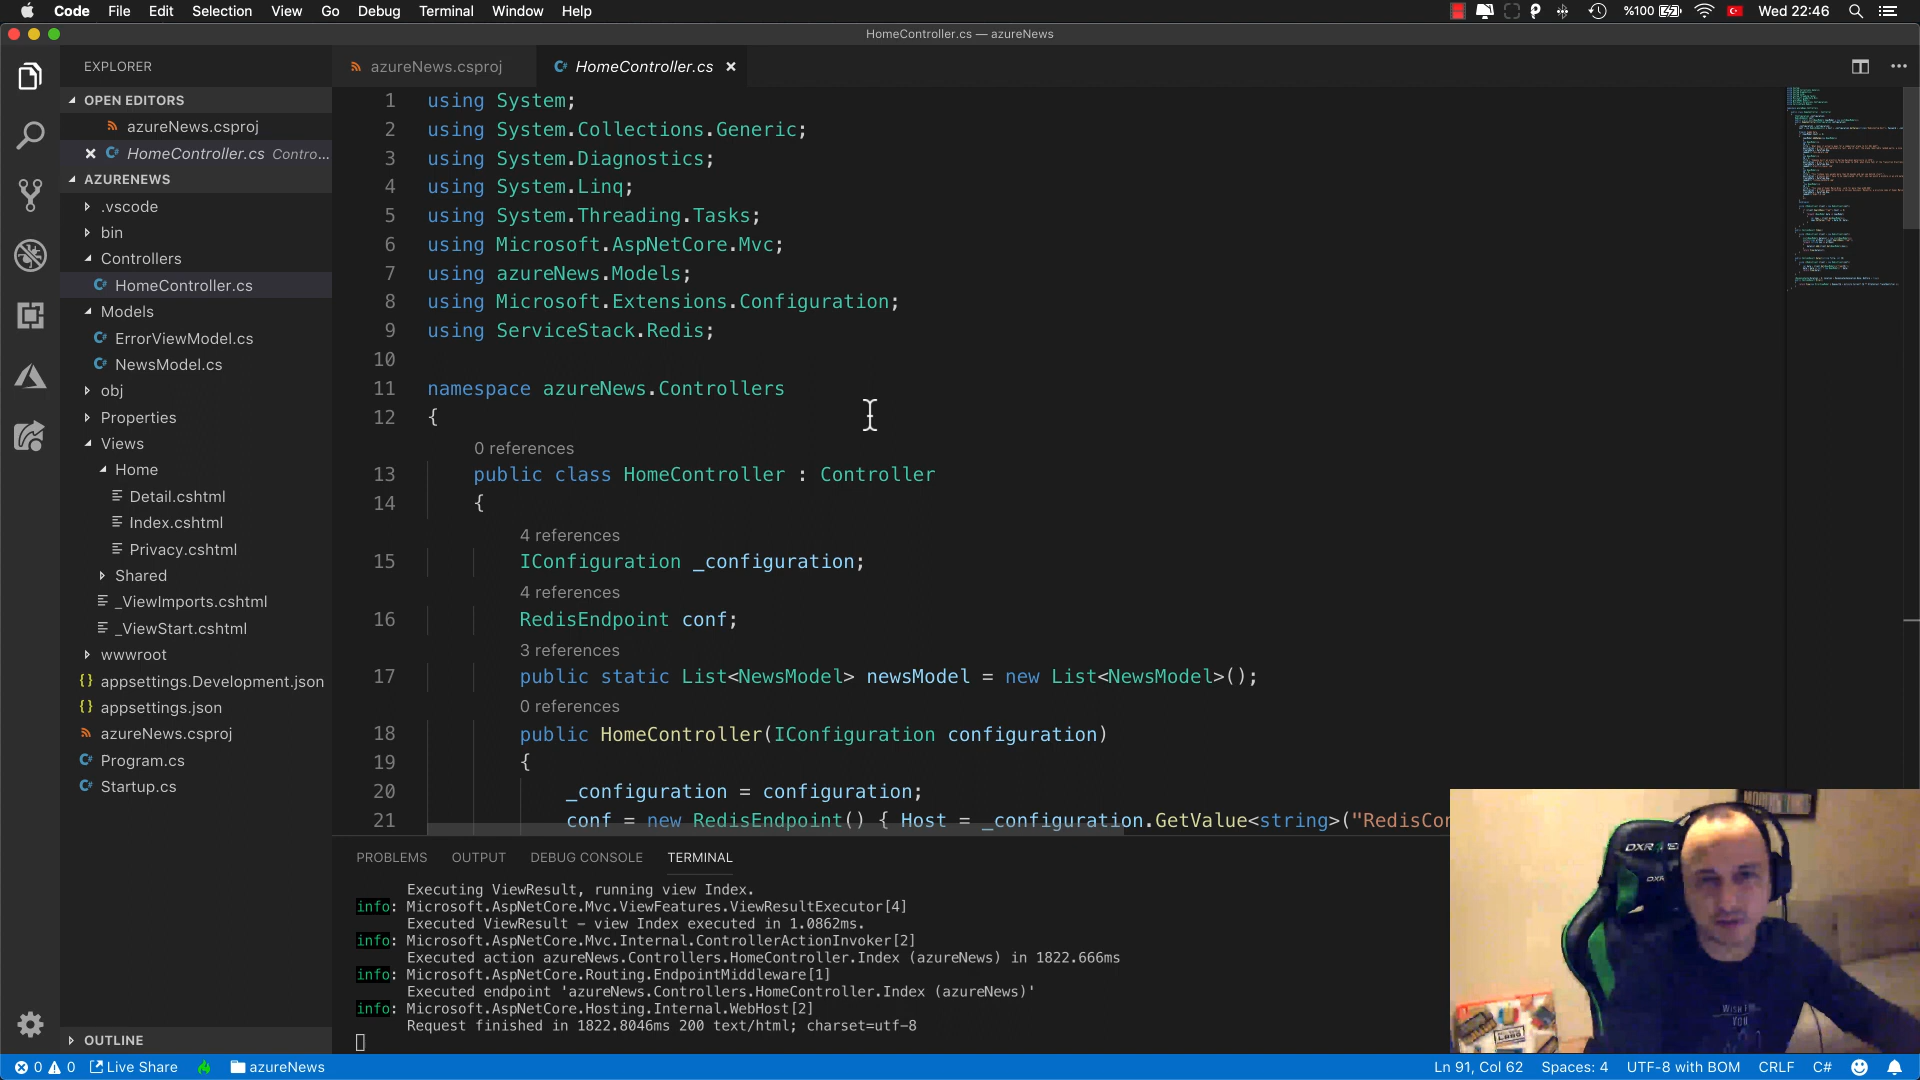 Code File Edit Selection View Go Debug Terminal Window Help
%100 Wed 22:46
HomeController.cs — azureNews
EXPLORER
OPEN EDITORS
azureNews.csproj
HomeController.cs Contro...
AZURENEWS
.vscode
bin
Controllers
HomeController.cs
Models
ErrorViewModel.cs
NewsModel.cs
obj
Properties
Views
Home
Detail.cshtml
Index.cshtml
Privacy.cshtml
Shared
_ViewImports.cshtml
_ViewStart.cshtml
wwwroot
{} appsettings.Development.json
{} appsettings.json
azureNews.csproj
Program.cs
Startup.cs
OUTLINE
azureNews.csproj HomeController.cs
1 using System;
2 using System.Collections.Generic;
3 using System.Diagnostics;
4 using System.Linq;
5 using System.Threading.Tasks;
6 using Microsoft.AspNetCore.Mvc;
7 using azureNews.Models;
8 using Microsoft.Extensions.Configuration;
9 using ServiceStack.Redis;
10
11 namespace azureNews.Controllers
12 {
0 references
13 public class HomeController : Controller
14 {
4 references
15 IConfiguration _configuration;
4 references
16 RedisEndpoint conf;
3 references
17 public static List<NewsModel> newsModel = new List<NewsModel>();
0 references
18 public HomeController(IConfiguration configuration)
19 {
20 _configuration = configuration;
21 conf = new RedisEndpoint() { Host = _configuration.GetValue<string>("RedisCon
PROBLEMS OUTPUT DEBUG CONSOLE TERMINAL
Executing ViewResult, running view Index.
info: Microsoft.AspNetCore.Mvc.ViewFeatures.ViewResultExecutor[4]
Executed ViewResult - view Index executed in 1.0862ms.
info: Microsoft.AspNetCore.Mvc.Internal.ControllerActionInvoker[2]
Executed action azureNews.Controllers.HomeController.Index (azureNews) in 1822.666ms
info: Microsoft.AspNetCore.Routing.EndpointMiddleware[1]
Executed endpoint 'azureNews.Controllers.HomeController.Index (azureNews)'
info: Microsoft.AspNetCore.Hosting.Internal.WebHost[2]
Request finished in 1822.8046ms 200 text/html; charset=utf-8
DXR
0 0 Live Share azureNews
Ln 91, Col 62 Spaces: 4 UTF-8 with BOM CRLF C#